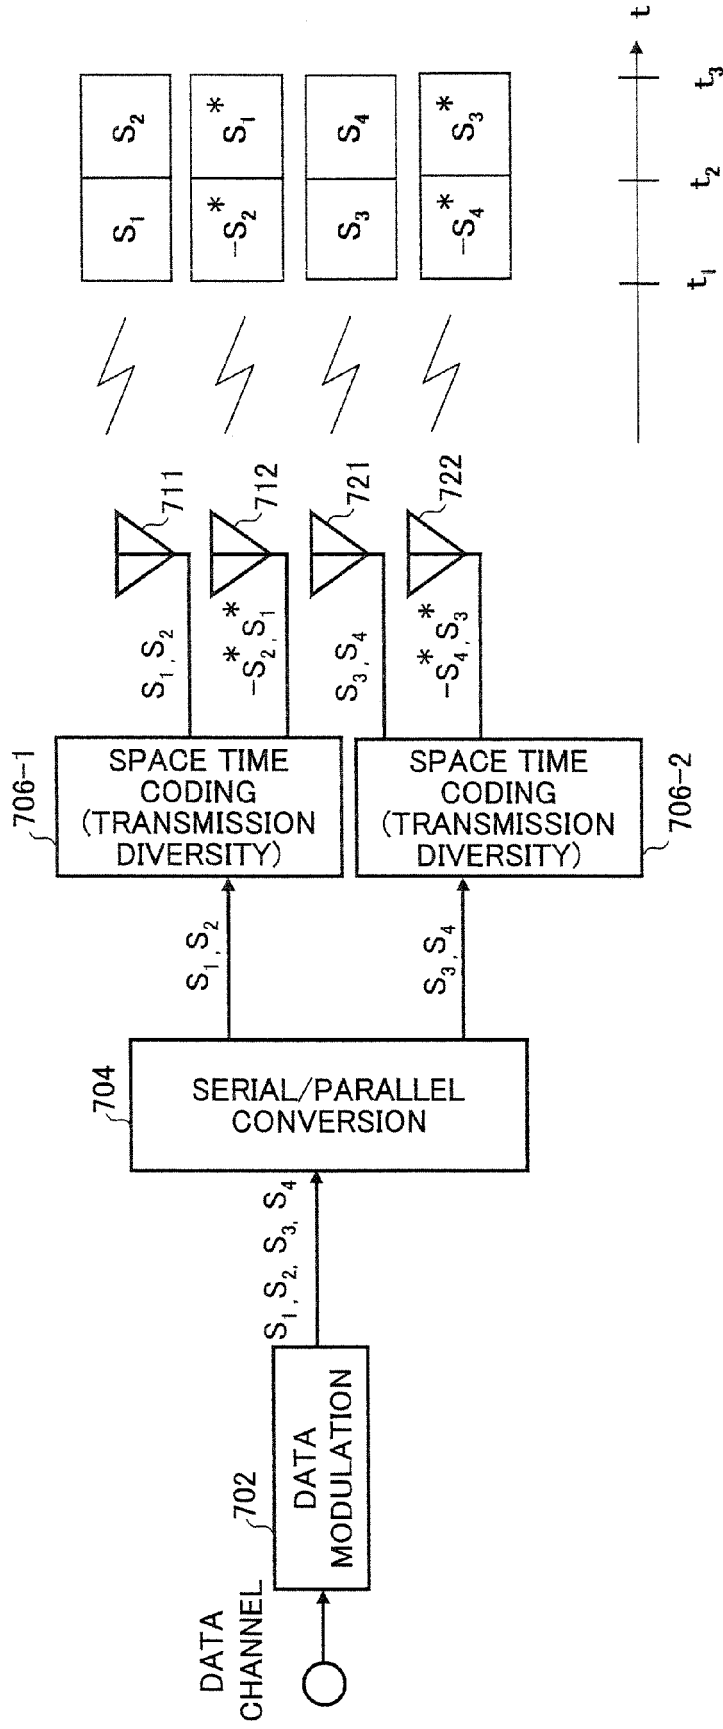 DATA
CHANNEL
702
DATA
MODULATION
S1, S2, S3, S4
704
SERIAL/PARALLEL
CONVERSION
S1, S2
S3, S4
706-1
SPACE TIME
CODING
(TRANSMISSION
DIVERSITY)
706-2
SPACE TIME
CODING
(TRANSMISSION
DIVERSITY)
S1, S2
-S2*, S1*
S3, S4
-S4*, S3*
711
712
721
722
S1 S2
-S2* S1*
S3 S4
-S4* S3*
t1 t2 t3 t